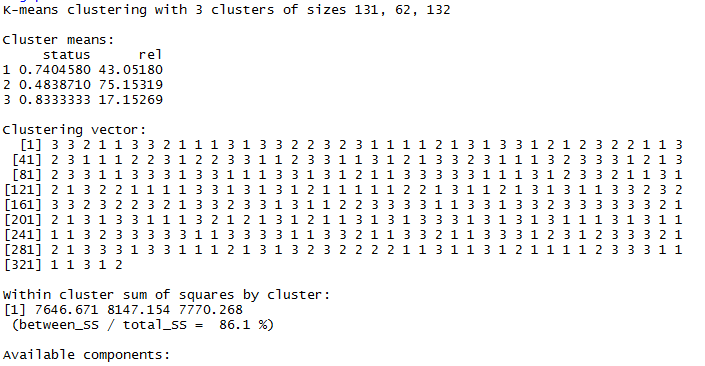 K-means clustering with 3 clusters of sizes 131, 62, 132
Cluster means:
status rel
1 0.7404580 43.05180
2 0.4838710 75.15319
3 0.8333333 17.15269
Clustering vector:
[1] 3 3 2 1 1 3 3 2 1 1 1 3 1 3 3 2 2 3 2 3 1 1 1 1 2 1 3 1 3 3 1 2 1 2 3 2 2 1 1 3
[41] 2 3 1 1 1 2 2 3 1 2 2 3 3 1 1 2 3 3 1 1 3 1 2 1 3 3 2 3 1 1 1 3 2 3 3 3 1 2 1 3
[81] 2 3 3 1 1 3 3 3 1 3 3 1 1 1 3 3 1 3 1 2 1 1 3 3 3 3 3 1 1 1 3 1 2 3 3 2 1 1 3 1
[121] 2 1 3 2 2 1 1 1 1 3 3 1 3 1 3 1 2 1 1 1 1 1 2 2 1 3 1 1 2 1 3 1 3 1 1 3 3 2 3 2
[161] 3 3 2 3 2 2 3 2 1 3 3 2 3 3 1 3 1 1 2 2 3 3 3 3 1 1 3 3 1 3 3 2 3 3 3 3 3 3 2 1
[201] 2 1 3 1 3 3 1 1 1 3 2 1 2 1 3 1 2 1 1 3 1 3 1 3 3 3 1 3 1 3 1 3 1 1 1 3 1 3 1 1
[241] 1 1 3 2 3 3 3 3 3 3 1 1 3 3 3 3 1 1 3 3 2 1 1 3 3 2 1 1 3 3 3 1 2 3 1 2 3 3 2 1
[281] 2 1 3 3 3 1 3 3 1 1 1 2 1 3 1 3 2 3 2 2 2 2 1 1 3 1 1 3 1 2 1 1 1 1 2 3 3 3 1 1
[321] 1 1 3 1 2
Within cluster sum of squares by cluster:
[1] 7646.671 8147.154 7770.268
(between_SS / total_SS = 86.1 %)
Available components: